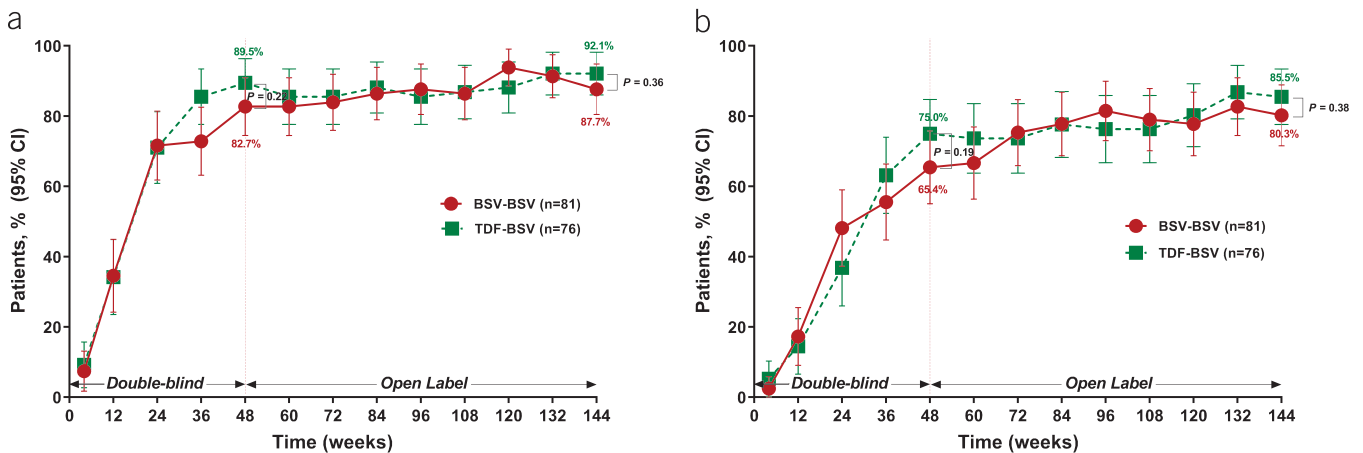 a
Patients, % (95% CI)
100
80
60
40
20
0
89.5%
P = 0.22
82.7%
92.1%
P = 0.36
87.7%
BSV-BSV (n=81)
TDF-BSV (n=76)
Double-blind
Open Label
0 12 24 36 48 60 72 84 96 108 120 132 144
Time (weeks)
b
Patients, % (95% CI)
100
80
60
40
20
0
75.0%
P = 0.19
65.4%
85.5%
P = 0.38
80.3%
BSV-BSV (n=81)
TDF-BSV (n=76)
Double-blind
Open Label
0 12 24 36 48 60 72 84 96 108 120 132 144
Time (weeks)